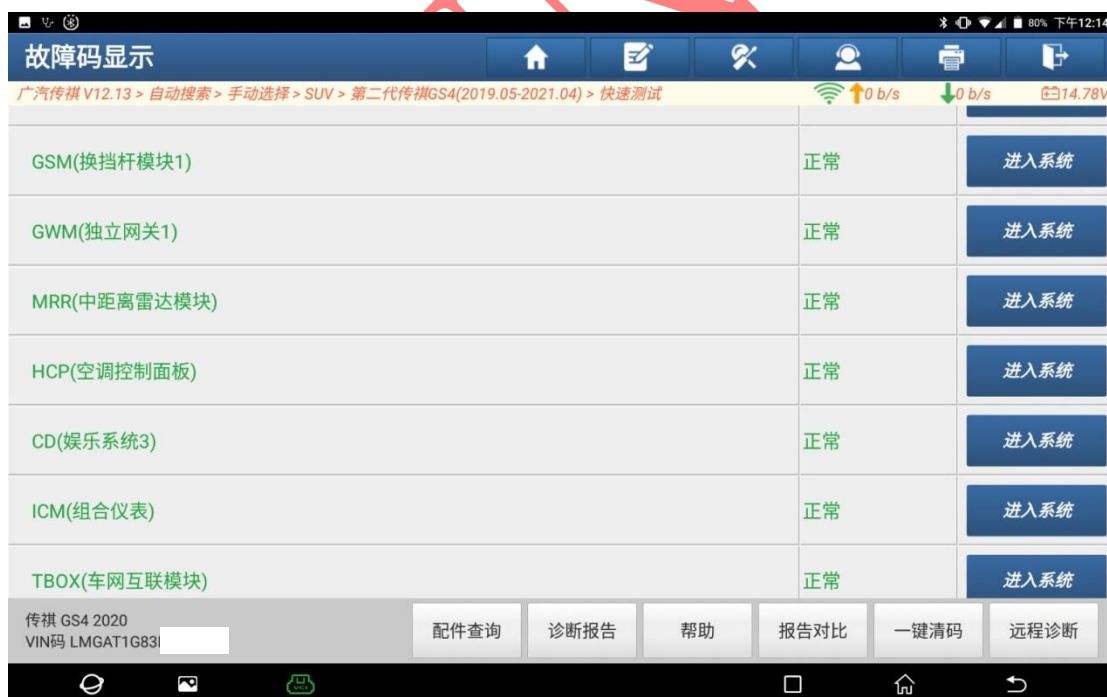 80% 下午12:14
故障码显示
广汽传祺 V12.13 > 自动搜索 > 手动选择 > SUV > 第二代传祺GS4(2019.05-2021.04) > 快速测试 0 b/s 0 b/s 14.78V
GSM(换挡杆模块1) 正常 进入系统
GWM(独立网关1) 正常 进入系统
MRR(中距离雷达模块) 正常 进入系统
HCP(空调控制面板) 正常 进入系统
CD(娱乐系统3) 正常 进入系统
ICM(组合仪表) 正常 进入系统
TBOX(车网互联模块) 正常 进入系统
传祺 GS4 2020
VIN码 LMGAT1G83
配件查询 诊断报告 帮助 报告对比 一键清码 远程诊断
VCI